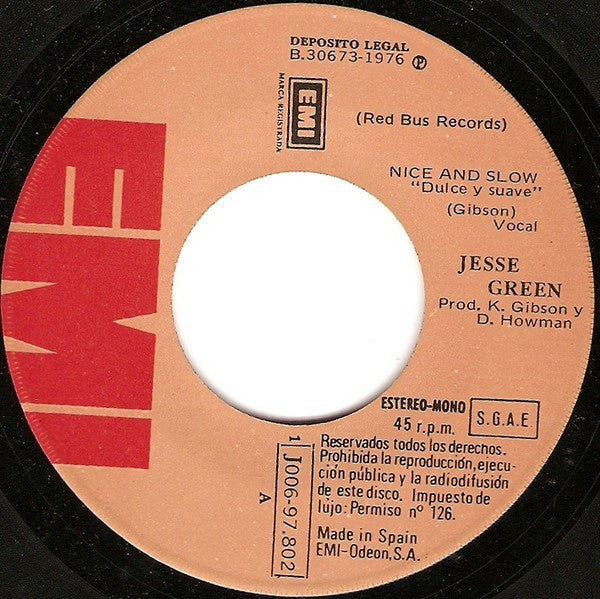 DEPOSITO LEGAL
B.30673-1976 Ⓟ
EMI
MARCA REGISTRADA
(Red Bus Records)
NICE AND SLOW
"Dulce y suave"
(Gibson)
Vocal
JESSE
GREEN
Prod. K. Gibson y
D. Howman
EMI
ESTEREO-MONO
45 r.p.m.
S.G.A.E
Reservados todos los derechos.
Prohibida la reproducción, ejecu-
ción pública y la radiodifusión
de este disco. Impuesto de
lujo: Permiso nº 126.
Made in Spain
EMI-Odeon, S.A.
1 J006-97.802
A